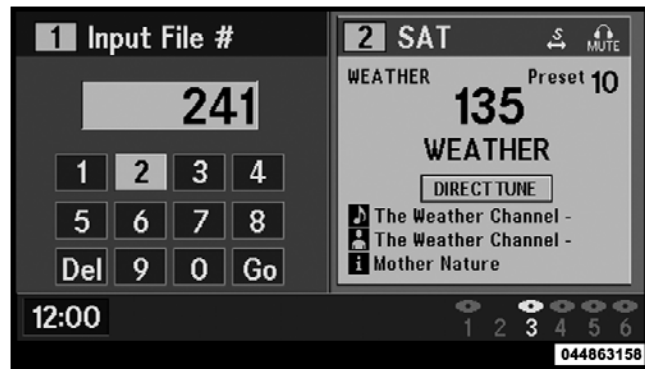 1 Input File #
241
1 2 3 4
5 6 7 8
Del 9 0 Go
2 SAT S MUTE
WEATHER Preset 10
135
WEATHER
DIRECT TUNE
The Weather Channel -
The Weather Channel -
i Mother Nature
12:00
1 2 3 4 5 6
044863158